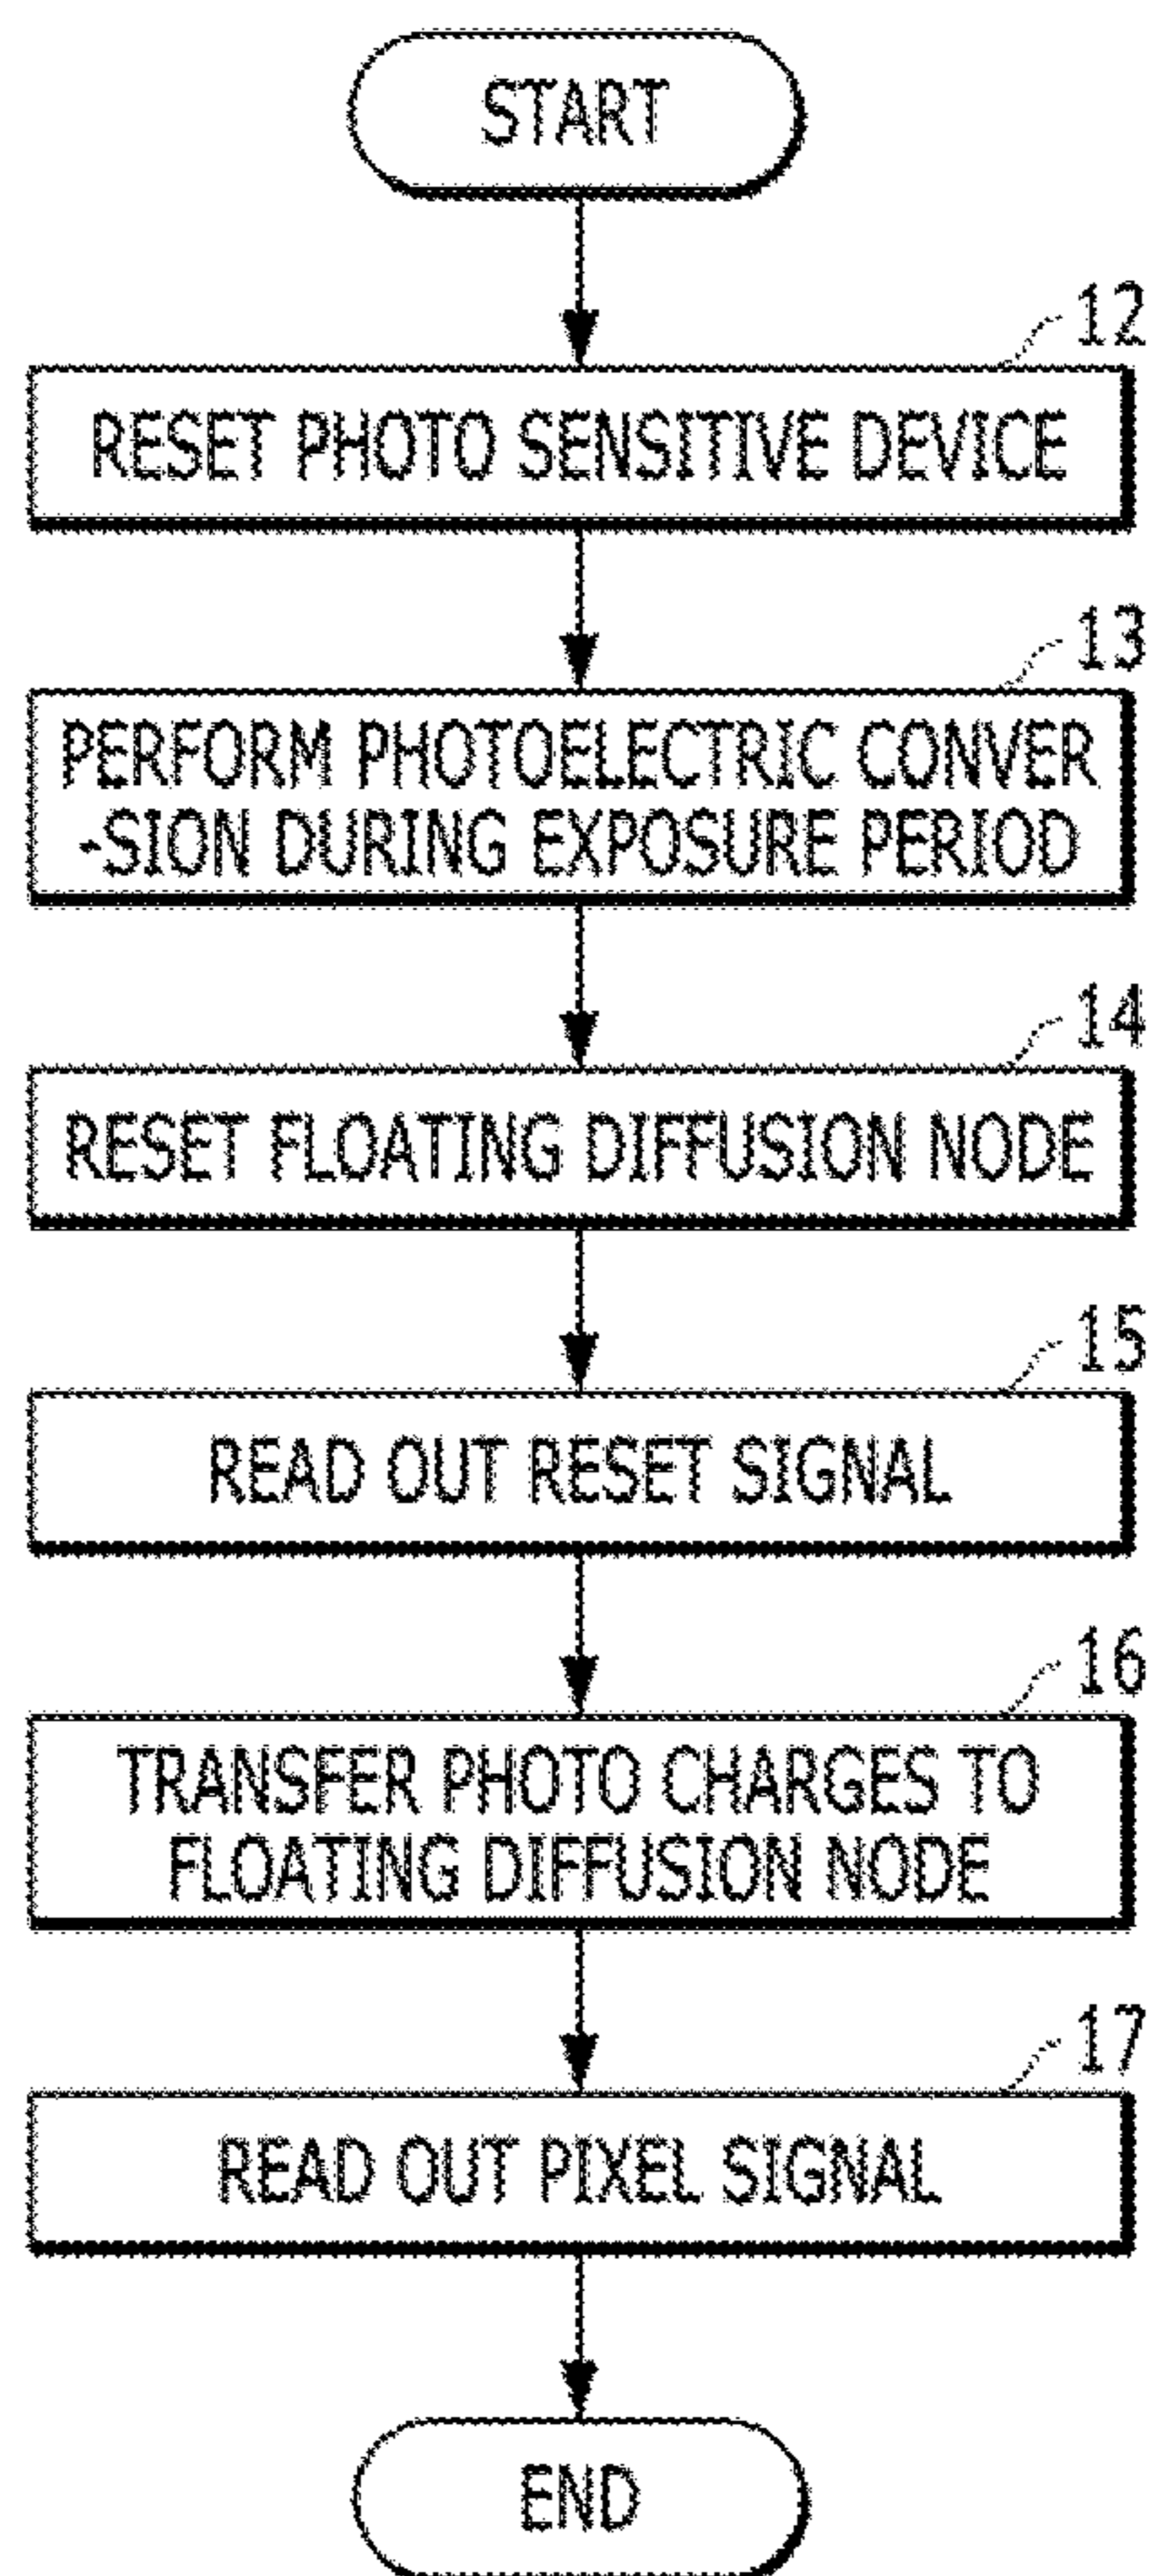 START
12
RESET PHOTO SENSITIVE DEVICE
13
PERFORM PHOTOELECTRIC CONVER
-SION DURING EXPOSURE PERIOD
14
RESET FLOATING DIFFUSION NODE
15
READ OUT RESET SIGNAL
16
TRANSFER PHOTO CHARGES TO
FLOATING DIFFUSION NODE
17
READ OUT PIXEL SIGNAL
END